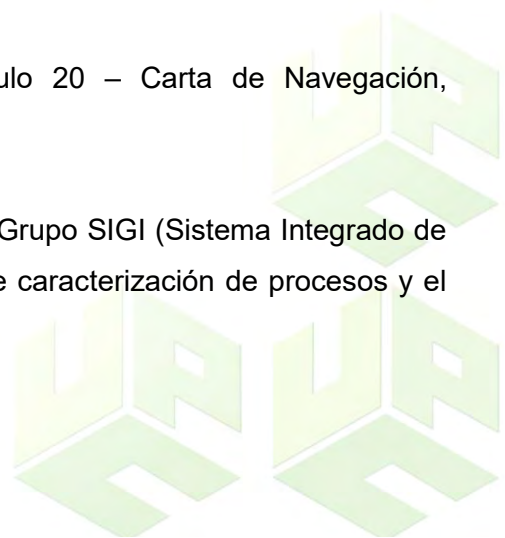 ulo 20 – Carta de Navegación,
Grupo SIGI (Sistema Integrado de
e caracterización de procesos y el